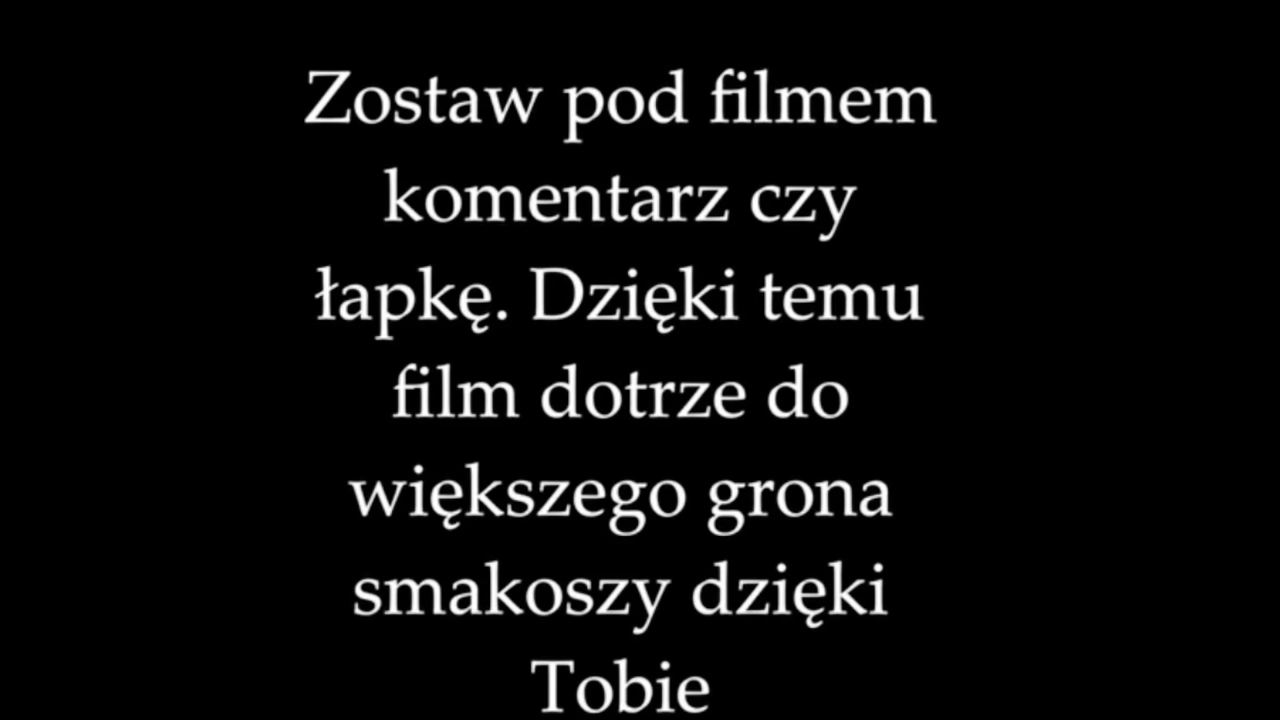 Zostaw pod filmem
komentarz czy
łapkę. Dzięki temu
film dotrze do
większego grona
smakoszy dzięki
Tobie